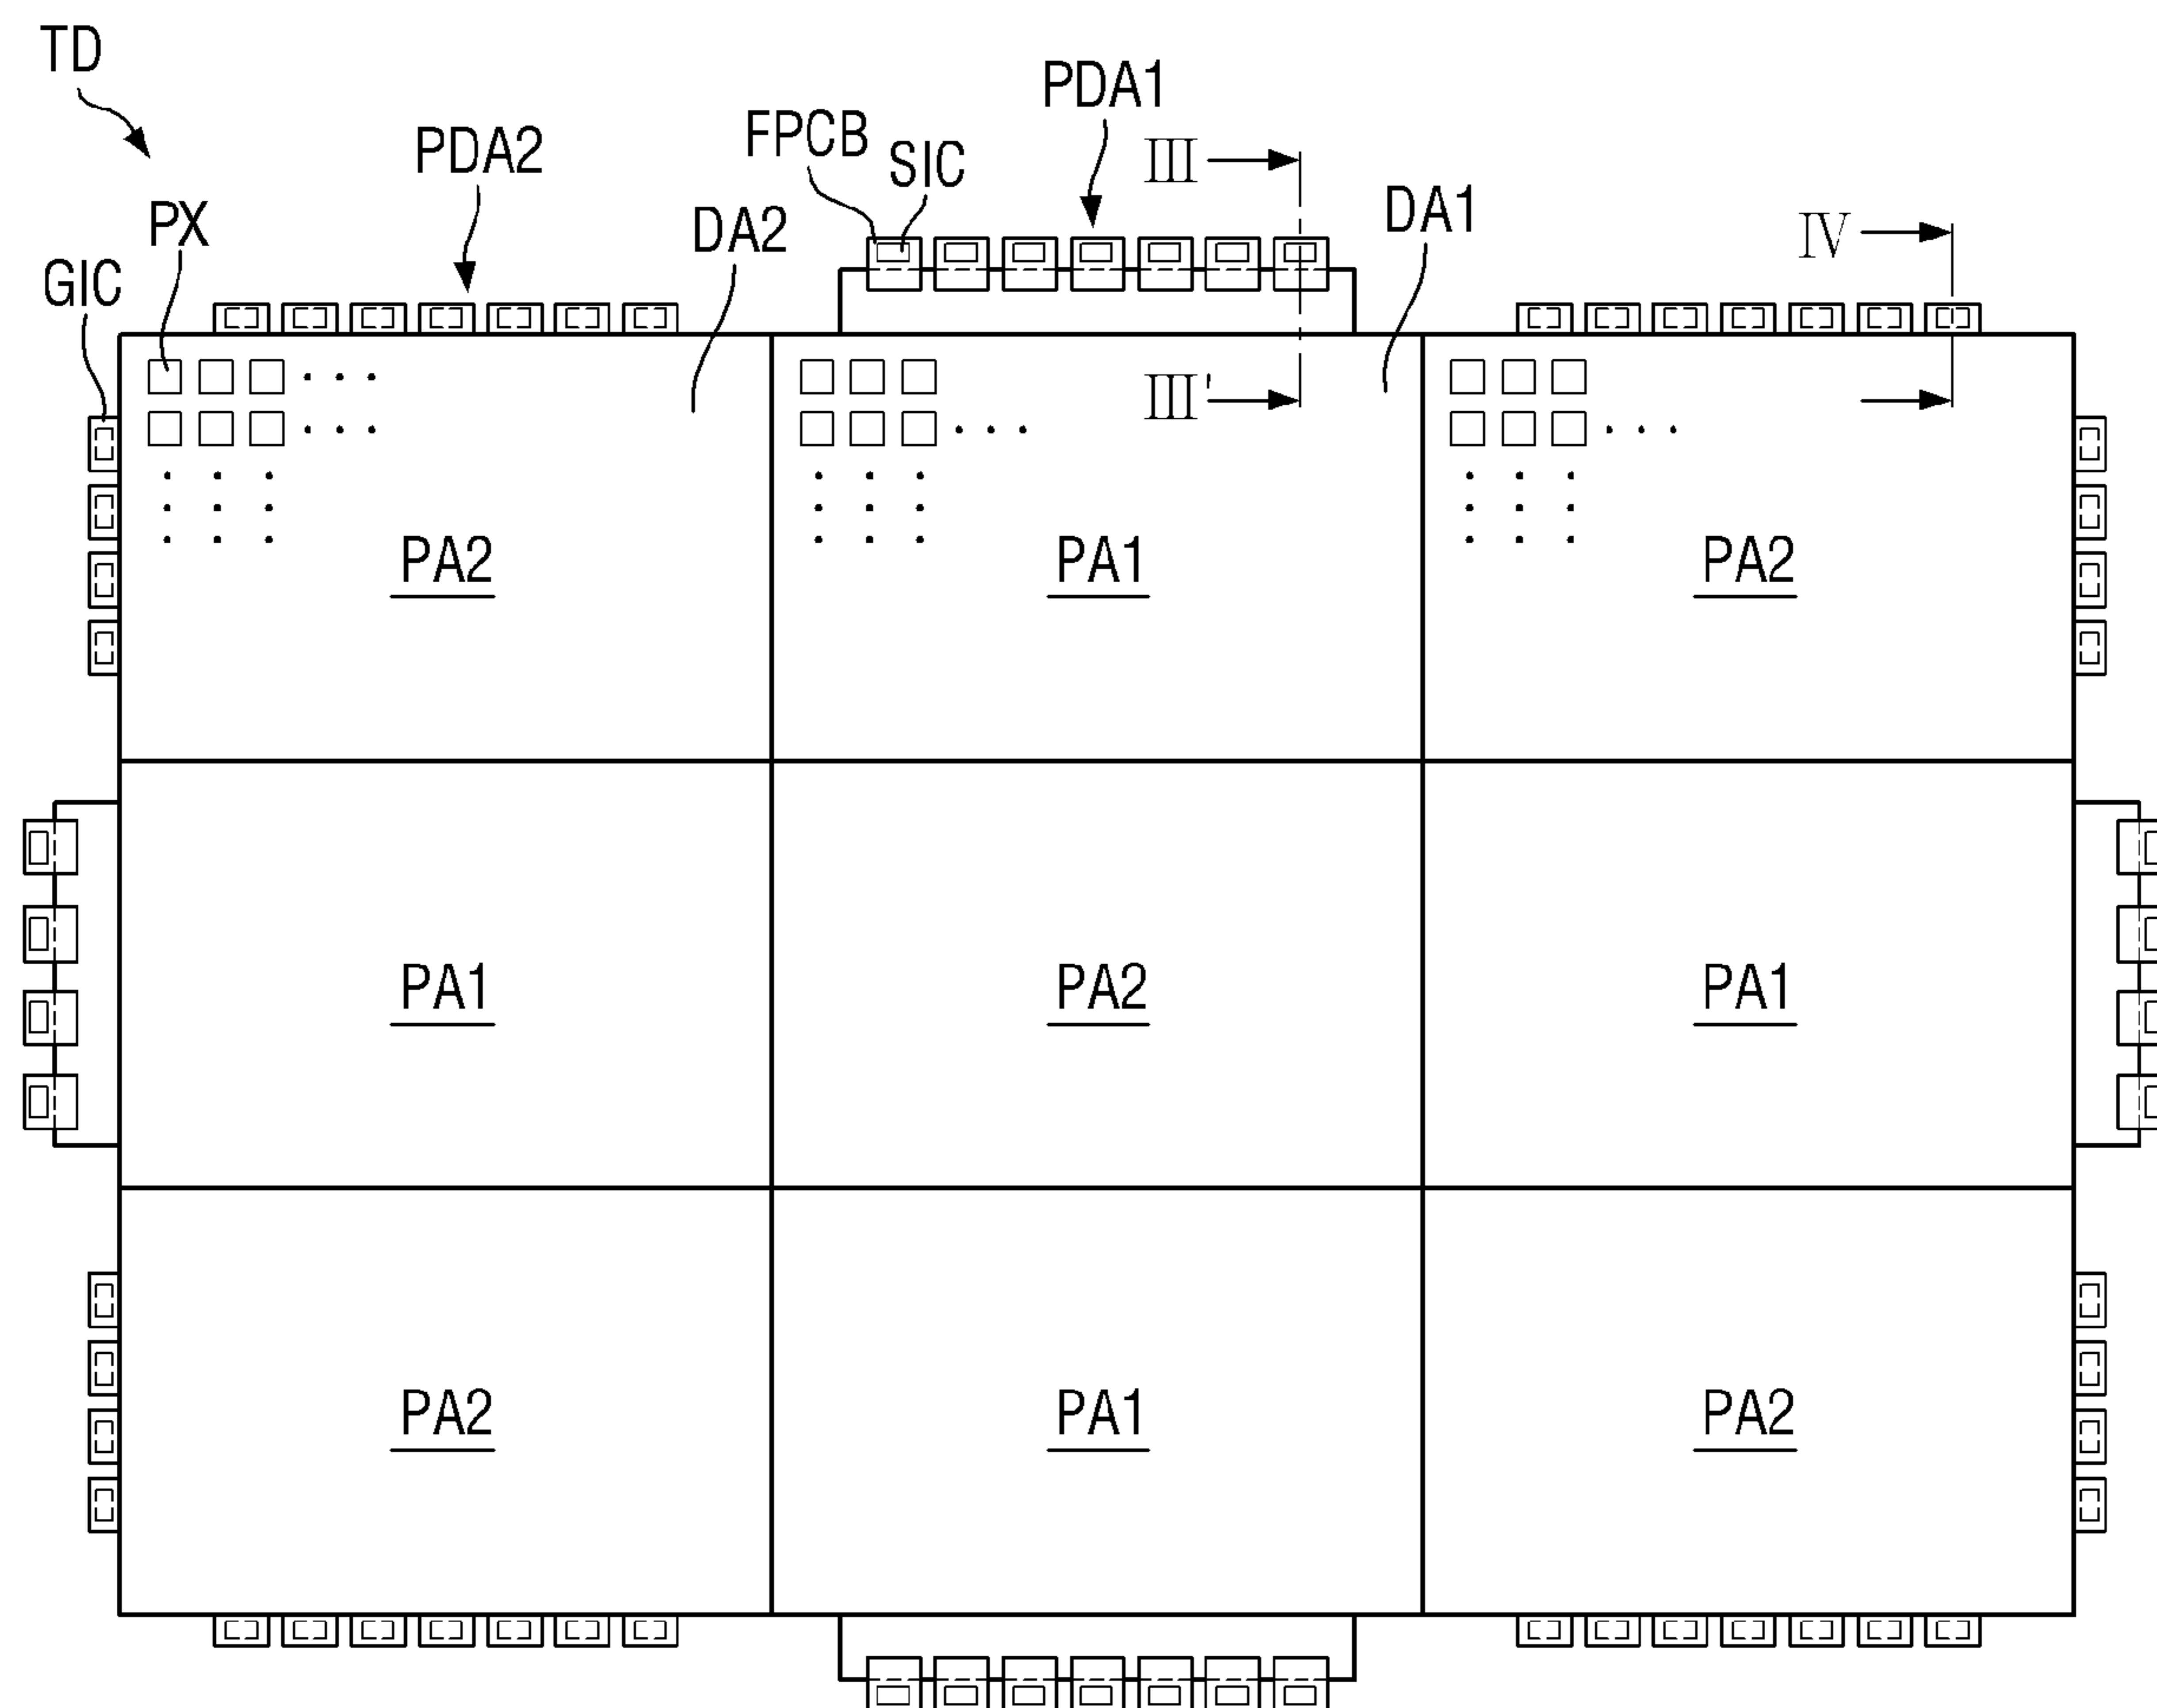 TD
PDA1
FPCB
SIC
III
PDA2
DA2
DA1
PX
IV
GIC
III'
PA2
PA1
PA2
PA1
PA2
PA1
PA2
PA1
PA2